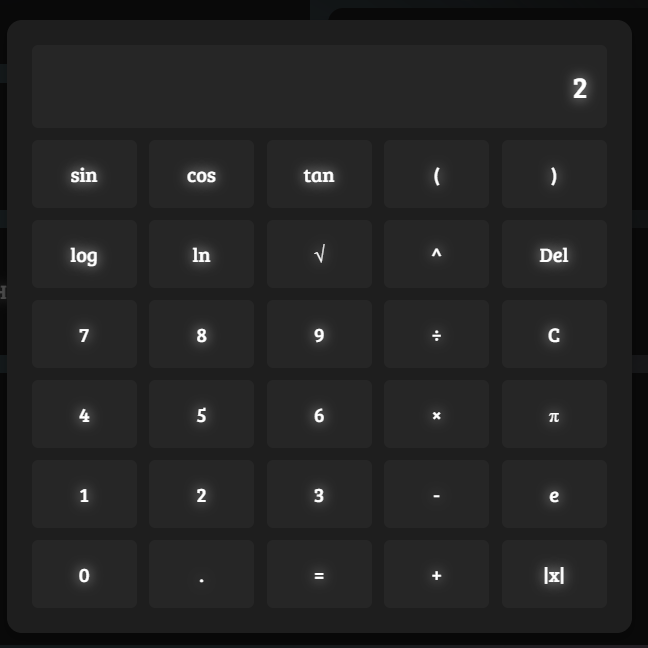 2
sin cos tan ( )
log ln √ ^ Del
7 8 9 ÷ C
4 5 6 × π
1 2 3 - e
0 . = + |x|